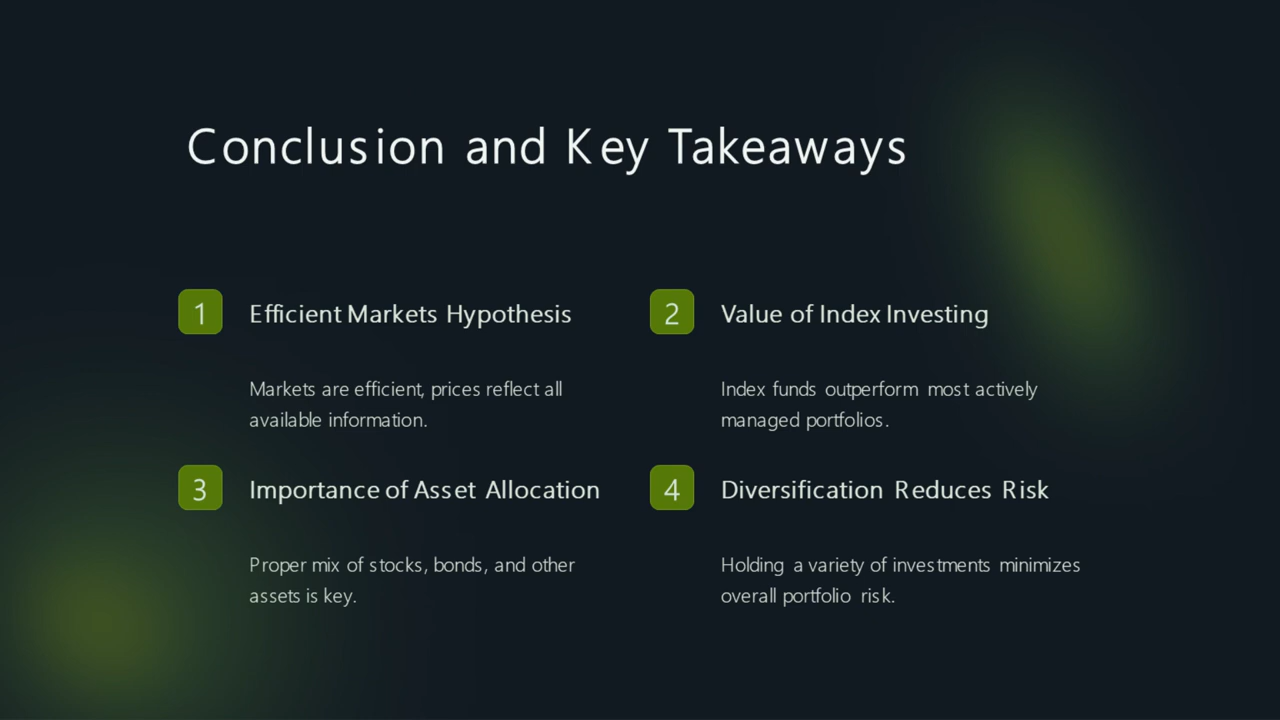 Conclusion and Key Takeaways
1 Efficient Markets Hypothesis
Markets are efficient, prices reflect all
available information.
2 Value of Index Investing
Index funds outperform most actively
managed portfolios.
3 Importance of Asset Allocation
Proper mix of stocks, bonds, and other
assets is key.
4 Diversification Reduces Risk
Holding a variety of investments minimizes
overall portfolio risk.